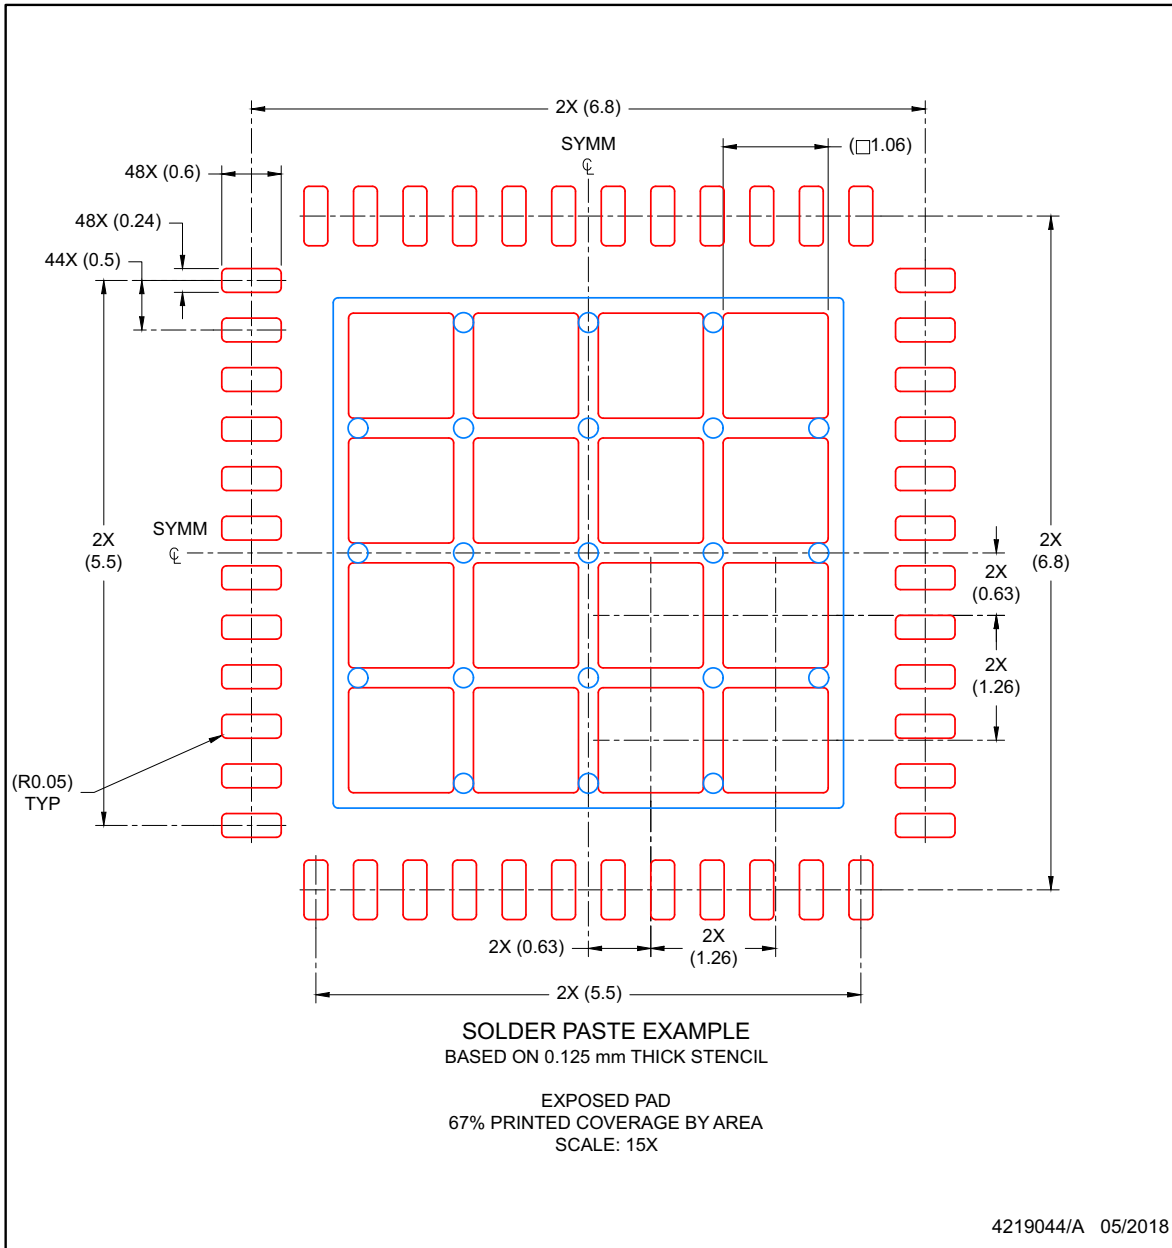 2X (6.8)
SYMM
℄
(□1.06)
48X (0.6)
48X (0.24)
44X (0.5)
SYMM
℄
2X
(5.5)
2X
(6.8)
2X
(0.63)
2X
(1.26)
(R0.05)
TYP
2X (0.63)
2X
(1.26)
2X (5.5)
SOLDER PASTE EXAMPLE
BASED ON 0.125 mm THICK STENCIL
EXPOSED PAD
67% PRINTED COVERAGE BY AREA
SCALE: 15X
4219044/A 05/2018